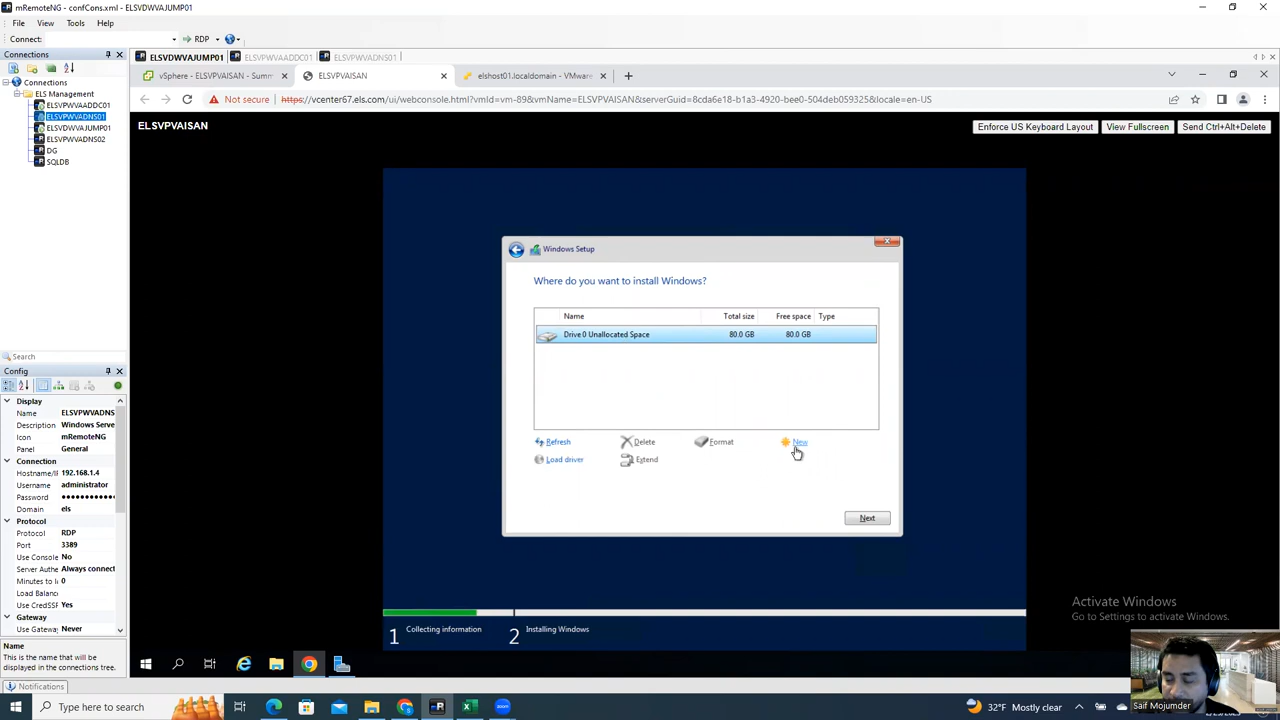 mRemoteNG - confCons.xml - ELSVDWVAJUMP01
File View Tools Help
Connect: RDP
Connections
ELSVDWVAJUMP01 ELSVPWVAADDC01 ELSVPWVADNS01
vSphere - ELSVPVAISAN - Summ ELSVPVAISAN elshost01.localdomain - VMware
Not secure https://vcenter67.els.com/ui/webconsole.html?vmId=vm-89&vmName=ELSVPVAISAN&serverGuid=8cda6e18-b1a3-4920-bee0-504deb059325&locale=en-US
ELSVPVAISAN
Enforce US Keyboard Layout View Fullscreen Send Ctrl+Alt+Delete
Connections
ELS Management
ELSVPWVAADDC01
ELSVPWVADNS01
ELSVDWVAJUMP01
ELSVPWVADNS02
DG
SQLDB
Search
Config
Display
Name ELSVPWVADNS
Description Windows Serve
Icon mRemoteNG
Panel General
Connection
Hostname/I 192.168.1.4
Username administrator
Password ●●●●●●●●●●
Domain els
Protocol
Protocol RDP
Port 3389
Use Console No
Server Authe Always connect
Minutes to I 0
Load Balanc
Use CredSSP Yes
Gateway
Use Gateway Never
Name
This is the name that will be
displayed in the connections tree.
Notifications
Windows Setup
Where do you want to install Windows?
Name Total size Free space Type
Drive 0 Unallocated Space 80.0 GB 80.0 GB
Refresh Delete Format New
Load driver Extend
Next
1 Collecting information 2 Installing Windows
Activate Windows
Go to Settings to activate Windows.
Saif Mojumder
Type here to search
32°F Mostly clear